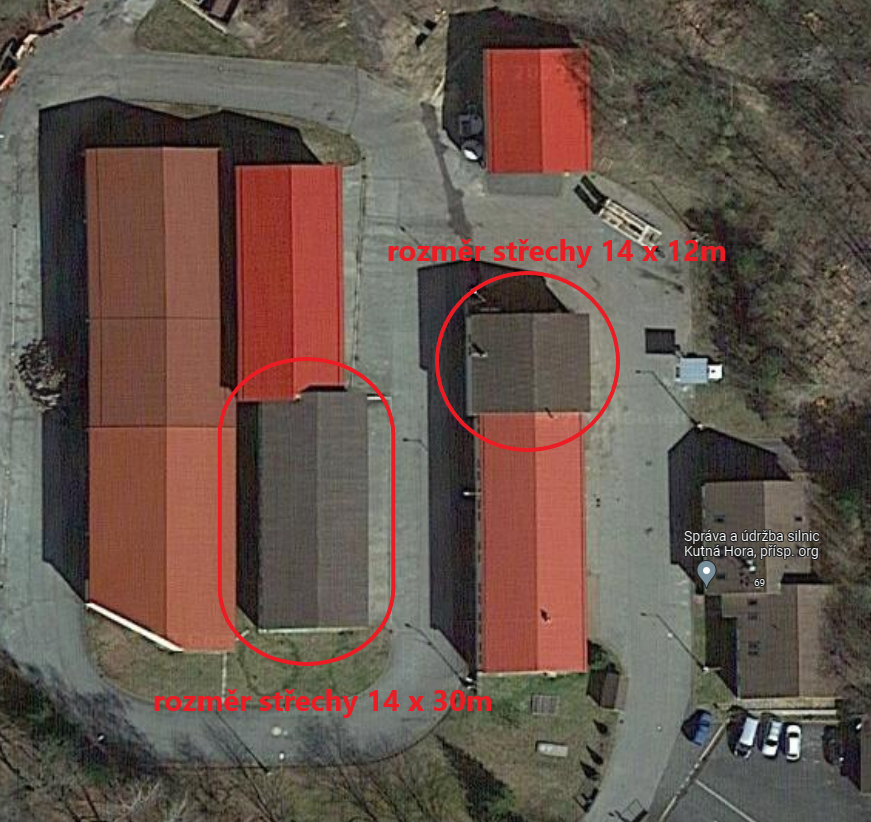 rozměr střechy 14 x 12m
Správa a údržba silnic
Kutná Hora, přísp. org
69
rozměr střechy 14 x 30m